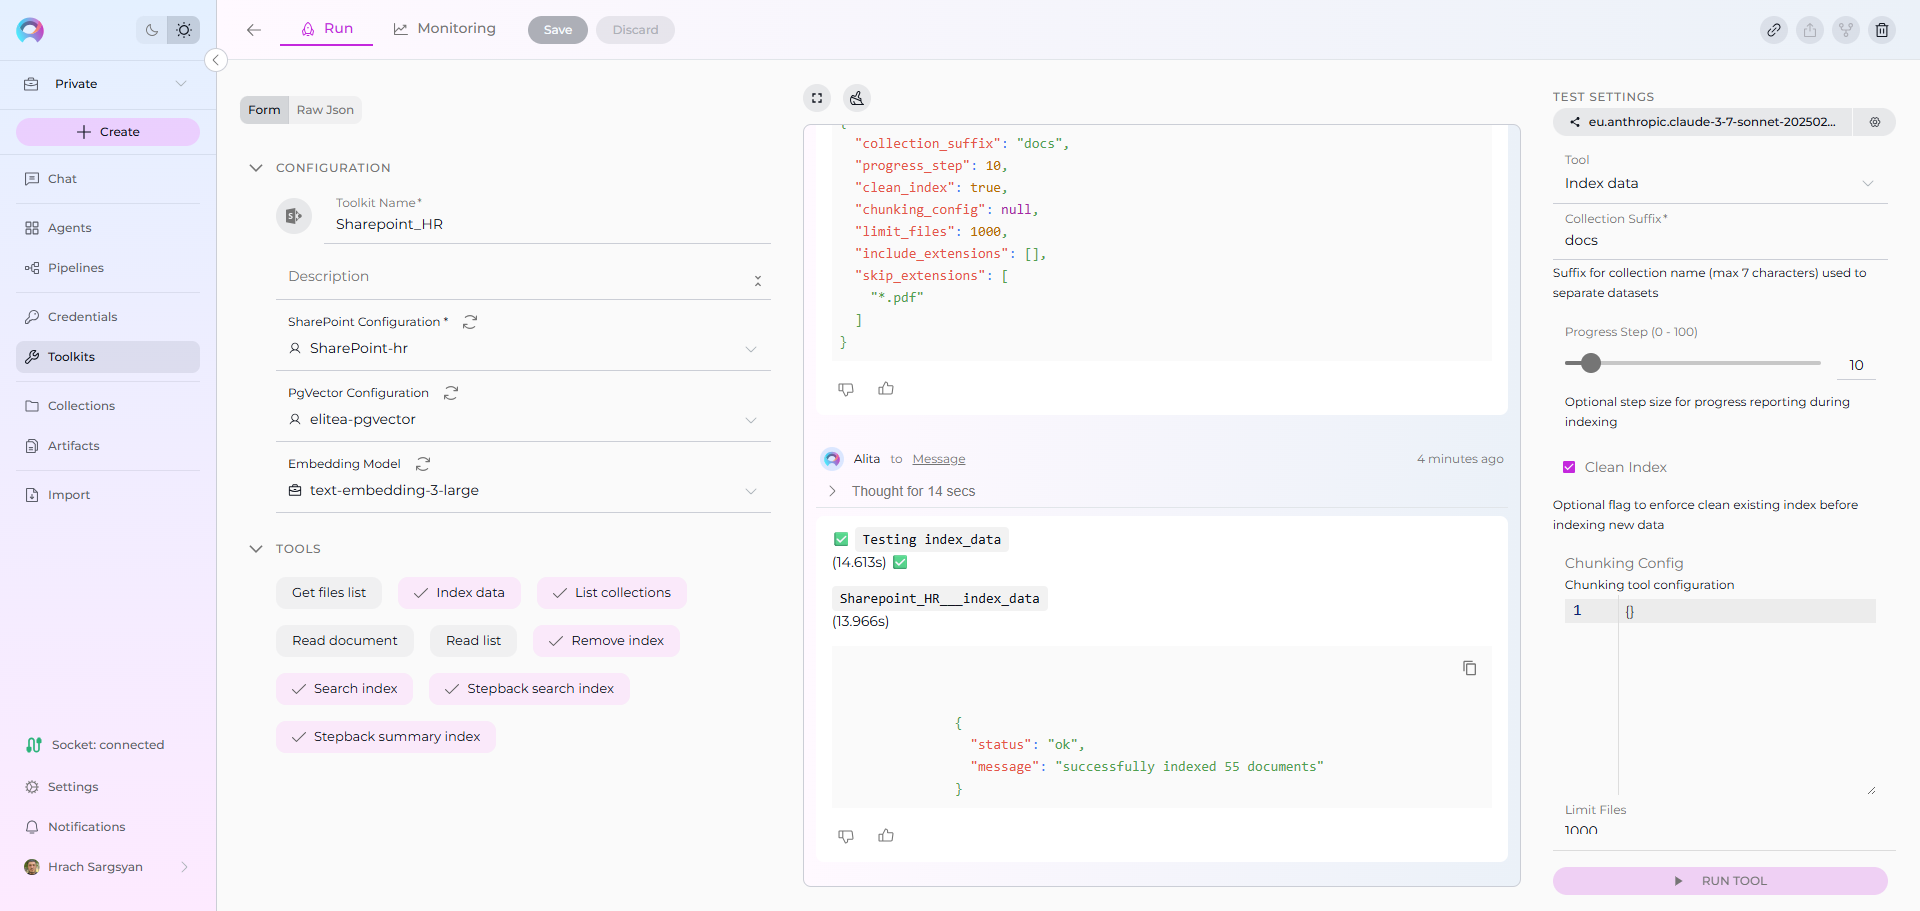 Run
Monitoring
Save
Discard
Private
Create
Chat
Agents
Pipelines
Credentials
Toolkits
Collections
Artifacts
Import
Socket: connected
Settings
Notifications
Hrach Sargsyan
Form
Raw Json
CONFIGURATION
Toolkit Name*
Sharepoint_HR
Description
SharePoint Configuration *
SharePoint-hr
PgVector Configuration
elitea-pgvector
Embedding Model
text-embedding-3-large
TOOLS
Get files list
Index data
List collections
Read document
Read list
Remove index
Search index
Stepback search index
Stepback summary index
{
"collection_suffix": "docs",
"progress_step": 10,
"clean_index": true,
"chunking_config": null,
"limit_files": 1000,
"include_extensions": [],
"skip_extensions": [
"*.pdf"
]
}
Alita to Message
4 minutes ago
Thought for 14 secs
Testing index_data
(14.613s)
Sharepoint_HR___index_data
(13.966s)
{
"status": "ok",
"message": "successfully indexed 55 documents"
}
TEST SETTINGS
eu.anthropic.claude-3-7-sonnet-202502...
Tool
Index data
Collection Suffix*
docs
Suffix for collection name (max 7 characters) used to
separate datasets
Progress Step (0 - 100)
10
Optional step size for progress reporting during
indexing
Clean Index
Optional flag to enforce clean existing index before
indexing new data
Chunking Config
Chunking tool configuration
1 {}
Limit Files
1000
RUN TOOL